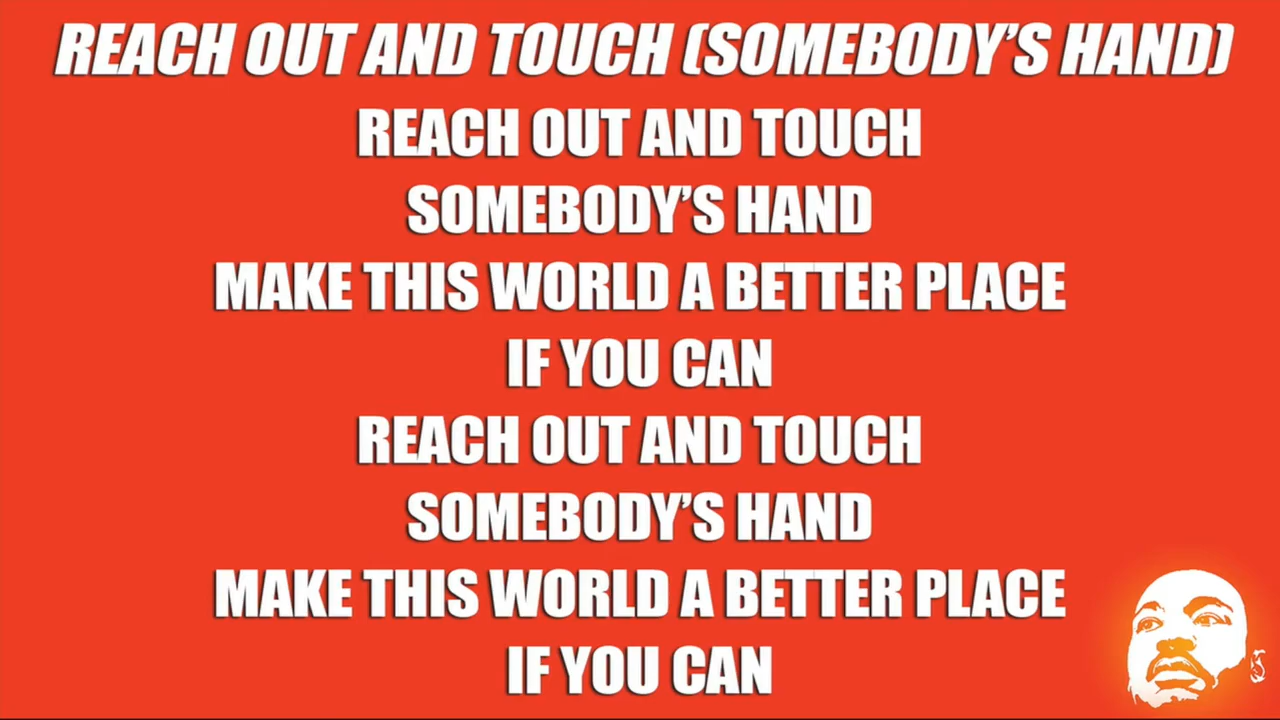 REACH OUT AND TOUCH (SOMEBODY'S HAND)
REACH OUT AND TOUCH
SOMEBODY'S HAND
MAKE THIS WORLD A BETTER PLACE
IF YOU CAN
REACH OUT AND TOUCH
SOMEBODY'S HAND
MAKE THIS WORLD A BETTER PLACE
IF YOU CAN